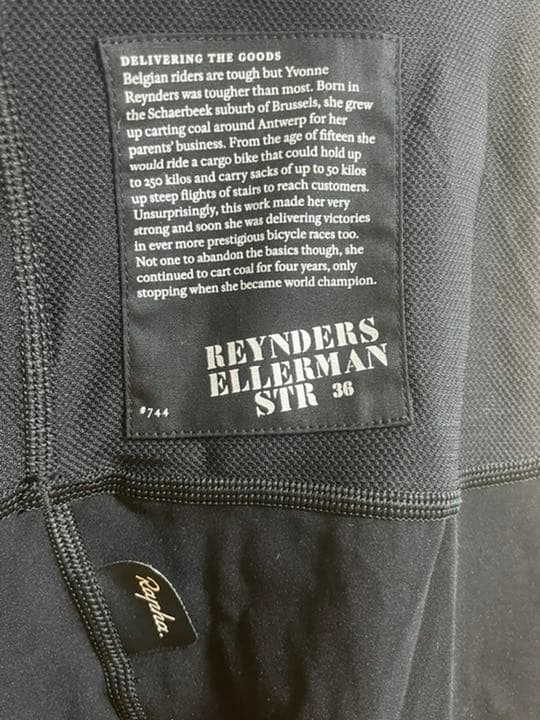 DELIVERING THE GOODS
Belgian riders are tough but Yvonne
Reynders was tougher than most. Born in
the Schaerbeek suburb of Brussels, she grew
up carting coal around Antwerp for her
parents' business. From the age of fifteen she
would ride a cargo bike that could hold up
to 250 kilos and carry sacks of up to 50 kilos
up steep flights of stairs to reach customers.
Unsurprisingly, this work made her very
strong and soon she was delivering victories
in ever more prestigious bicycle races too.
Not one to abandon the basics though, she
continued to cart coal for four years, only
stopping when she became world champion.
REYNDERS
ELLERMAN
STR 36
#744
Rapha.